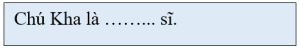 Chú Kha là ……... sĩ.